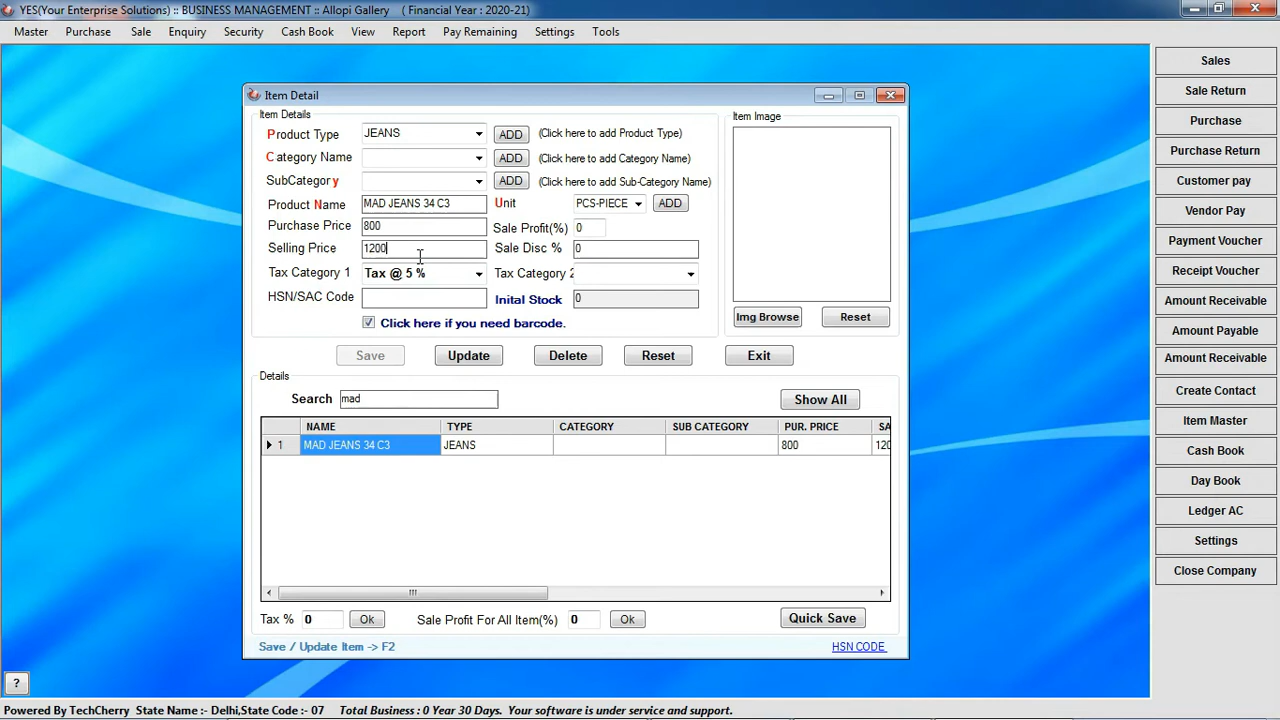 YES(Your Enterprise Solutions) :: BUSINESS MANAGEMENT :: Allopi Gallery ( Financial Year : 2020-21)
Master Purchase Sale Enquiry Security Cash Book View Report Pay Remaining Settings Tools
Item Detail
Item Details
Product Type JEANS ADD (Click here to add Product Type)
Category Name ADD (Click here to add Category Name)
SubCategory ADD (Click here to add Sub-Category Name)
Product Name MAD JEANS 34 C3 Unit PCS-PIECE ADD
Purchase Price 800 Sale Profit(%) 0
Selling Price 1200 Sale Disc % 0
Tax Category 1 Tax @ 5 % Tax Category 2
HSN/SAC Code Inital Stock 0
Click here if you need barcode.
Item Image
Img Browse Reset
Save Update Delete Reset Exit
Details
Search mad Show All
NAME TYPE CATEGORY SUB CATEGORY PUR. PRICE SA
1 MAD JEANS 34 C3 JEANS 800 120
Tax % 0 Ok Sale Profit For All Item(%) 0 Ok Quick Save
Save / Update Item -> F2 HSN CODE
Sales
Sale Return
Purchase
Purchase Return
Customer pay
Vendor Pay
Payment Voucher
Receipt Voucher
Amount Receivable
Amount Payable
Amount Receivable
Create Contact
Item Master
Cash Book
Day Book
Ledger AC
Settings
Close Company
?
Powered By TechCherry State Name :- Delhi,State Code :- 07 Total Business : 0 Year 30 Days. Your software is under service and support.